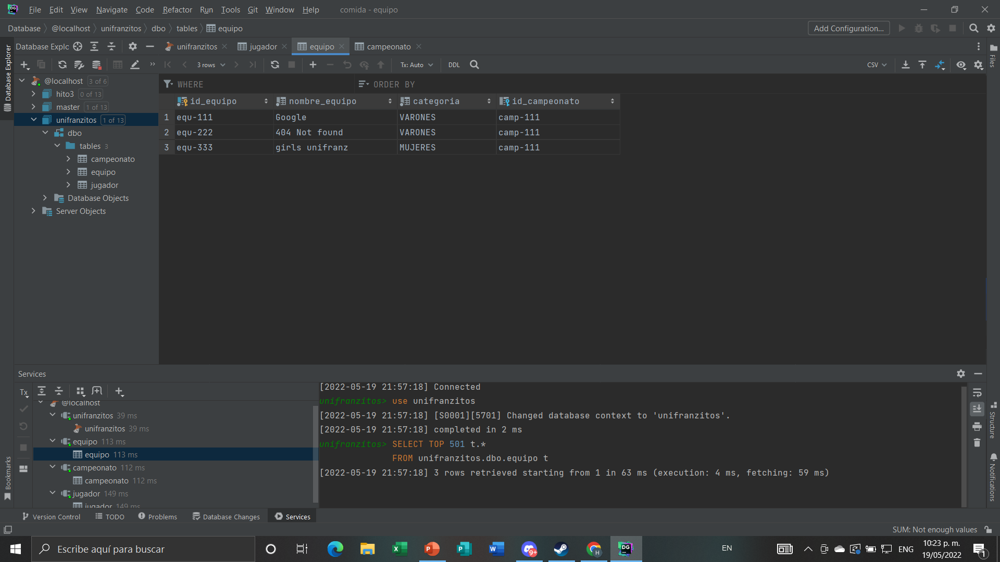 File Edit View Navigate Code Refactor Run Tools Git Window Help comida - equipo
Database @localhost unifranzitos dbo tables equipo Add Configuration...
Database Explc unifranzitos jugador equipo campeonato
3 rows Tx: Auto DDL CSV
Database Explorer
Files
@localhost 3 of 6
hito3 0 of 13
master 1 of 13
unifranzitos 1 of 13
dbo
tables 3
campeonato
equipo
jugador
Database Objects
Server Objects
WHERE ORDER BY
id_equipo nombre_equipo categoria id_campeonato
1 equ-111 Google VARONES camp-111
2 equ-222 404 Not found VARONES camp-111
3 equ-333 girls unifranz MUJERES camp-111
Services
Tx
@localhost
unifranzitos 39 ms
unifranzitos 39 ms
equipo 113 ms
equipo 113 ms
campeonato 112 ms
campeonato 112 ms
jugador 149 ms
jugador 149 ms
[2022-05-19 21:57:18] Connected
unifranzitos> use unifranzitos
[2022-05-19 21:57:18] [S0001][5701] Changed database context to 'unifranzitos'.
[2022-05-19 21:57:18] completed in 2 ms
unifranzitos> SELECT TOP 501 t.*
FROM unifranzitos.dbo.equipo t
[2022-05-19 21:57:18] 3 rows retrieved starting from 1 in 63 ms (execution: 4 ms, fetching: 59 ms)
Bookmarks
Structure
Notifications
Version Control TODO Problems Database Changes Services
SUM: Not enough values
Escribe aquí para buscar
9+
DG
EN
ENG
10:23 p. m.
19/05/2022
1